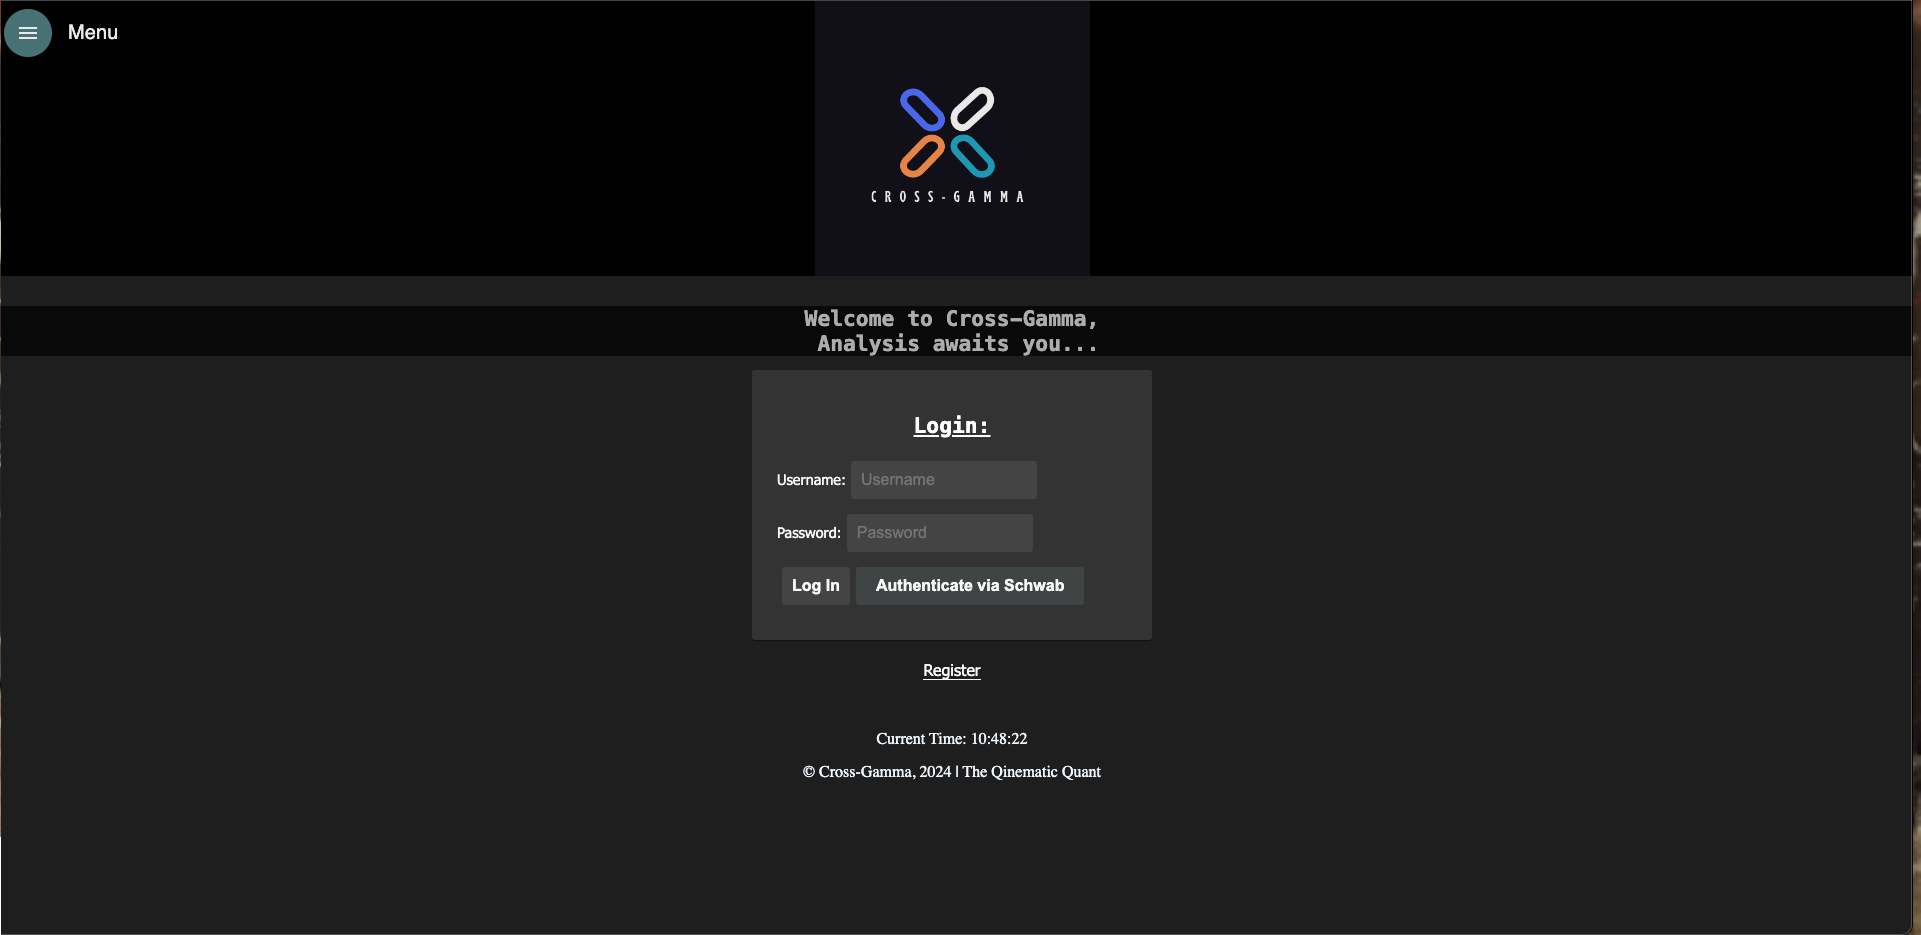 Menu
CROSS-GAMMA
Welcome to Cross-Gamma,
Analysis awaits you...
Login:
Username: Username
Password: Password
Log In Authenticate via Schwab
Register
Current Time: 10:48:22
© Cross-Gamma, 2024 | The Qinematic Quant